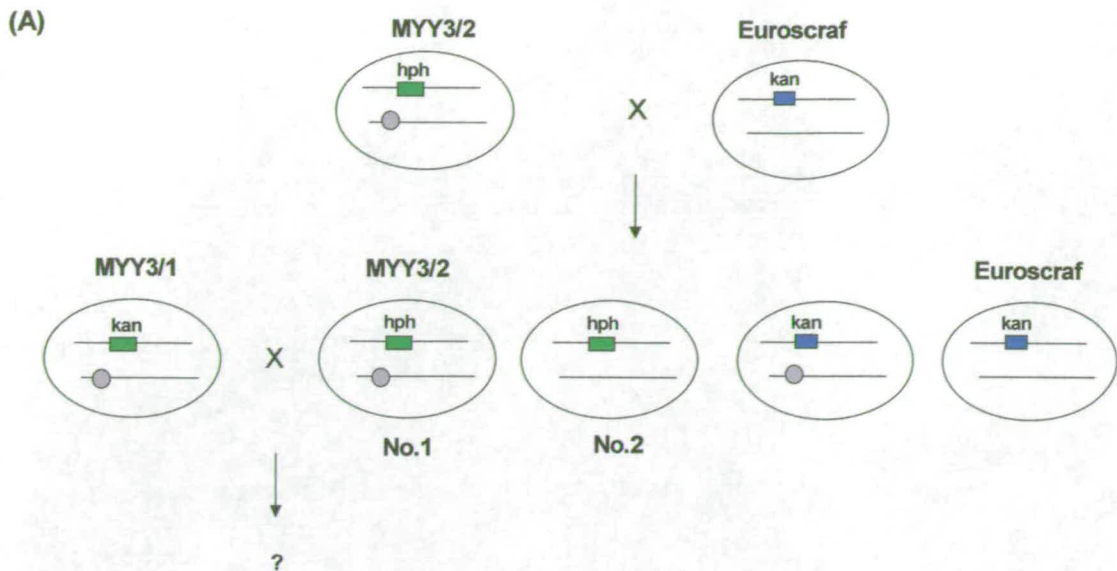 (A)
MYY3/2 Euroscraf
hph
kan
X
MYY3/1 MYY3/2 Euroscraf
kan hph hph kan kan
X
No.1 No.2
?